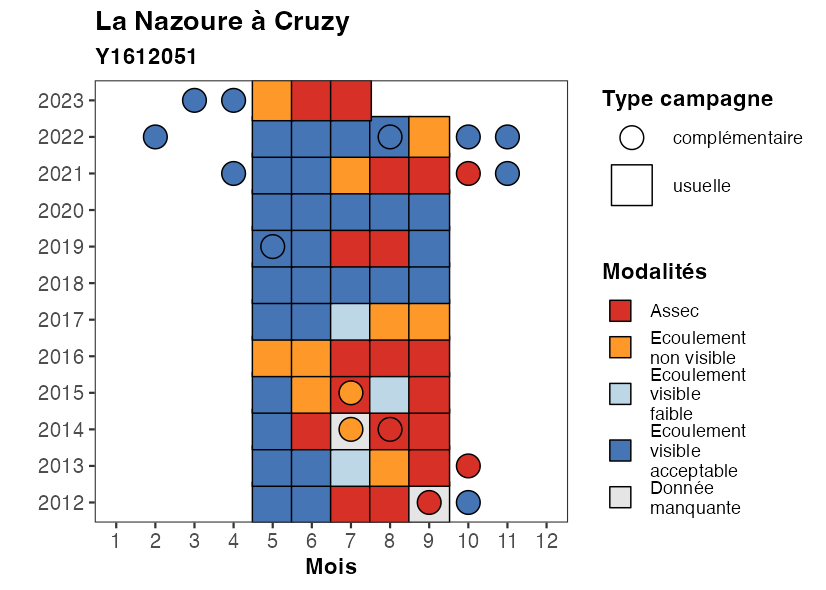 La Nazoure à Cruzy
Y1612051
2023
2022
2021
2020
2019
2018
2017
2016
2015
2014
2013
2012
1 2 3 4 5 6 7 8 9 10 11 12
Mois
Type campagne
complémentaire
usuelle
Modalités
Assec
Ecoulement
non visible
Ecoulement
visible
faible
Ecoulement
visible
acceptable
Donnée
manquante